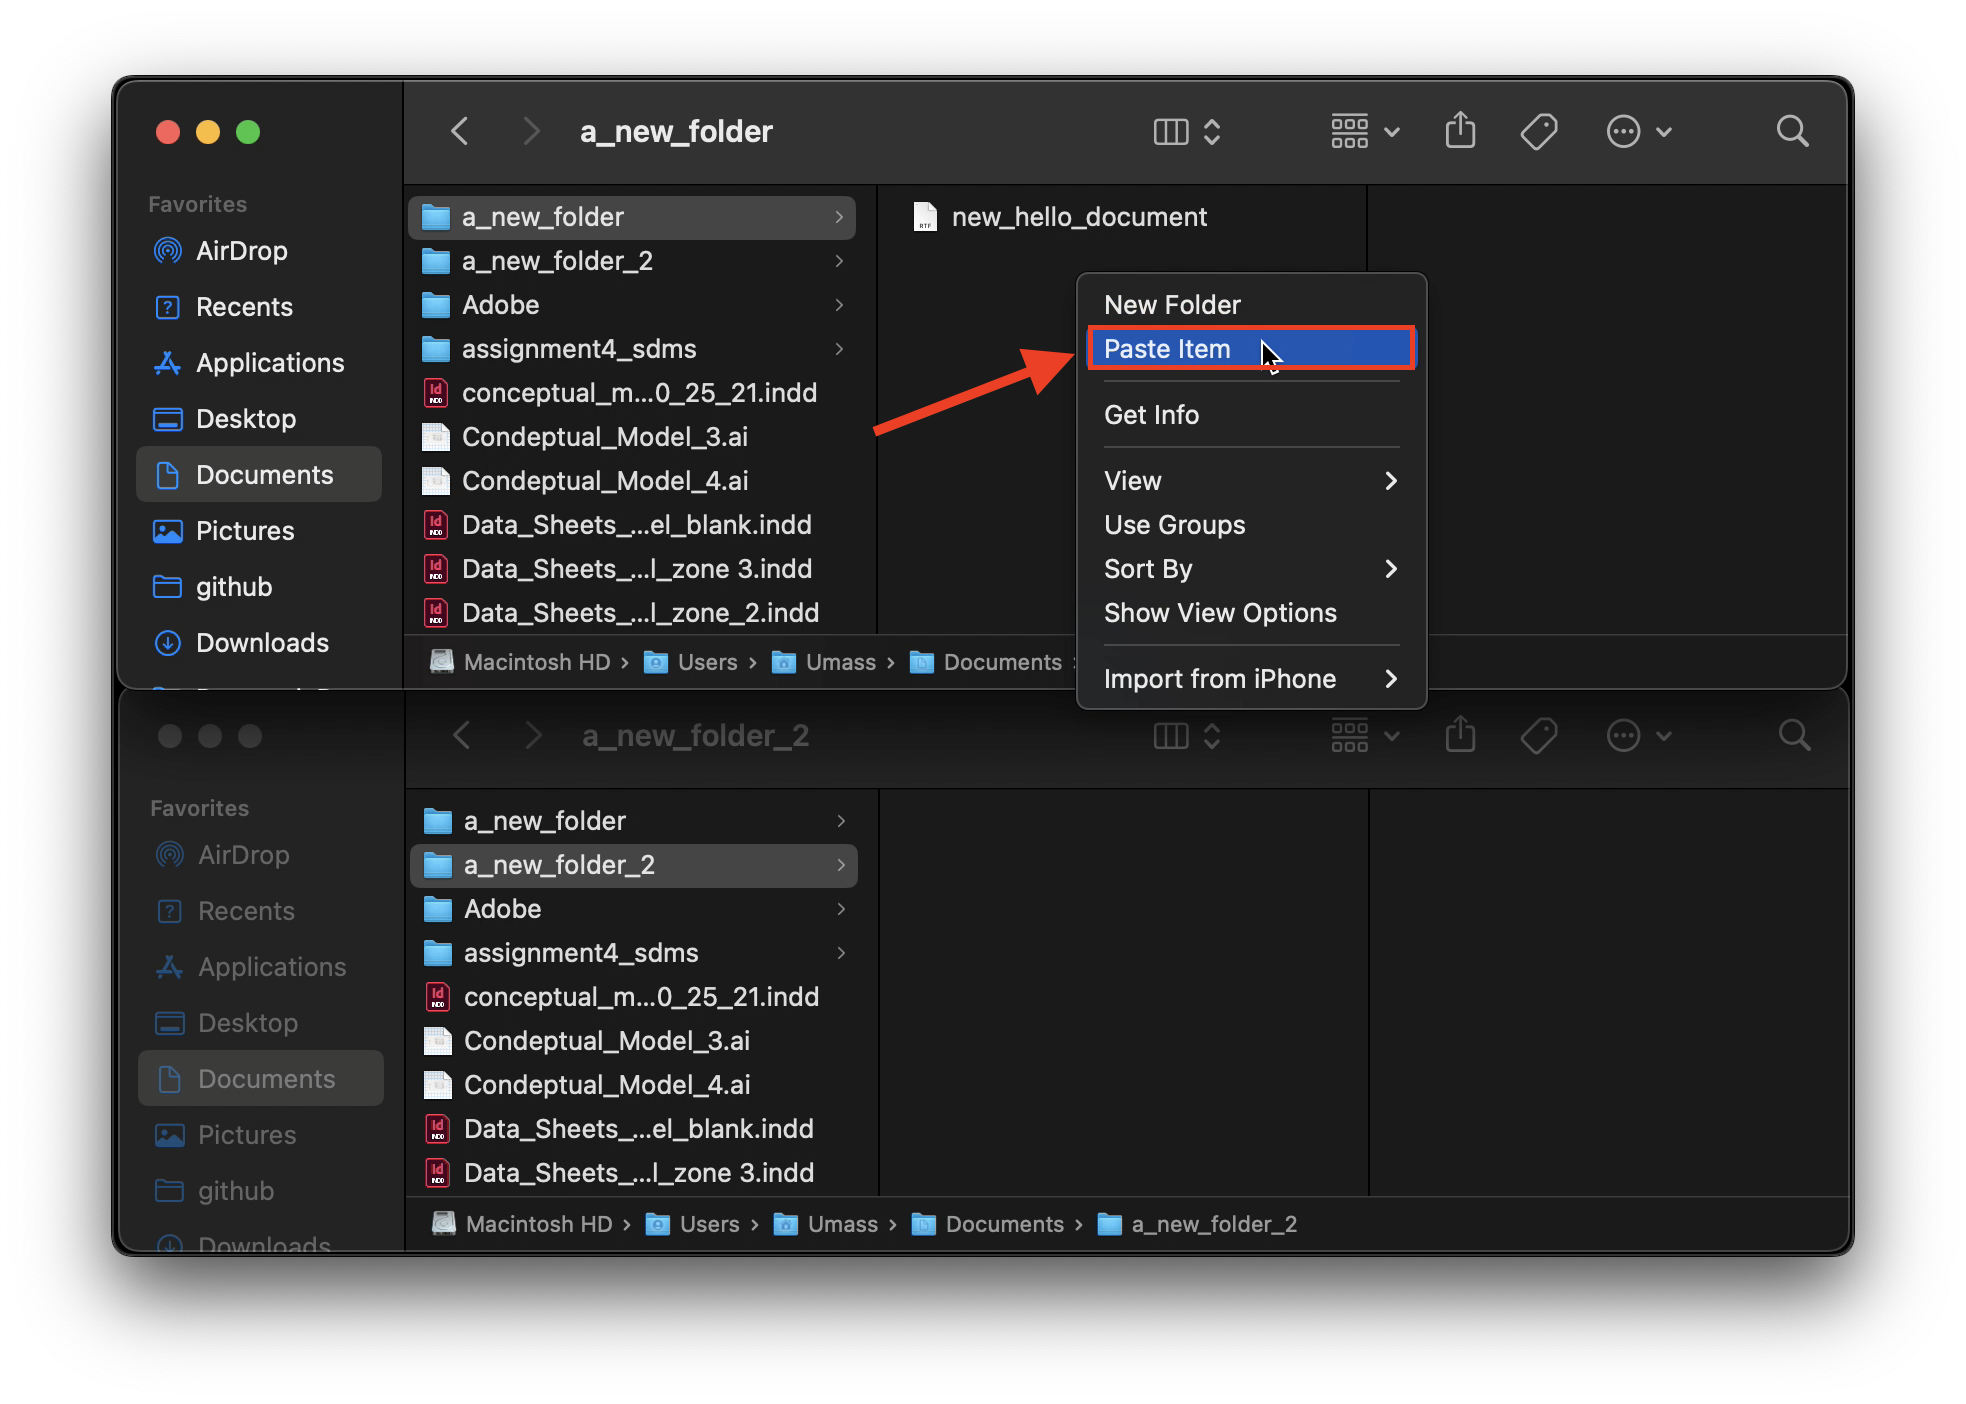 a_new_folder
Favorites
AirDrop
Recents
Applications
Desktop
Documents
Pictures
github
Downloads
a_new_folder
a_new_folder_2
Adobe
assignment4_sdms
conceptual_m...0_25_21.indd
Condeptual_Model_3.ai
Condeptual_Model_4.ai
Data_Sheets_...el_blank.indd
Data_Sheets_...l_zone 3.indd
Data_Sheets_...l_zone_2.indd
new_hello_document
New Folder
Paste Item
Get Info
View
Use Groups
Sort By
Show View Options
Import from iPhone
Macintosh HD › Users › Umass › Documents
a_new_folder_2
Favorites
AirDrop
Recents
Applications
Desktop
Documents
Pictures
github
Downloads
a_new_folder
a_new_folder_2
Adobe
assignment4_sdms
conceptual_m...0_25_21.indd
Condeptual_Model_3.ai
Condeptual_Model_4.ai
Data_Sheets_...el_blank.indd
Data_Sheets_...l_zone 3.indd
Macintosh HD › Users › Umass › Documents › a_new_folder_2